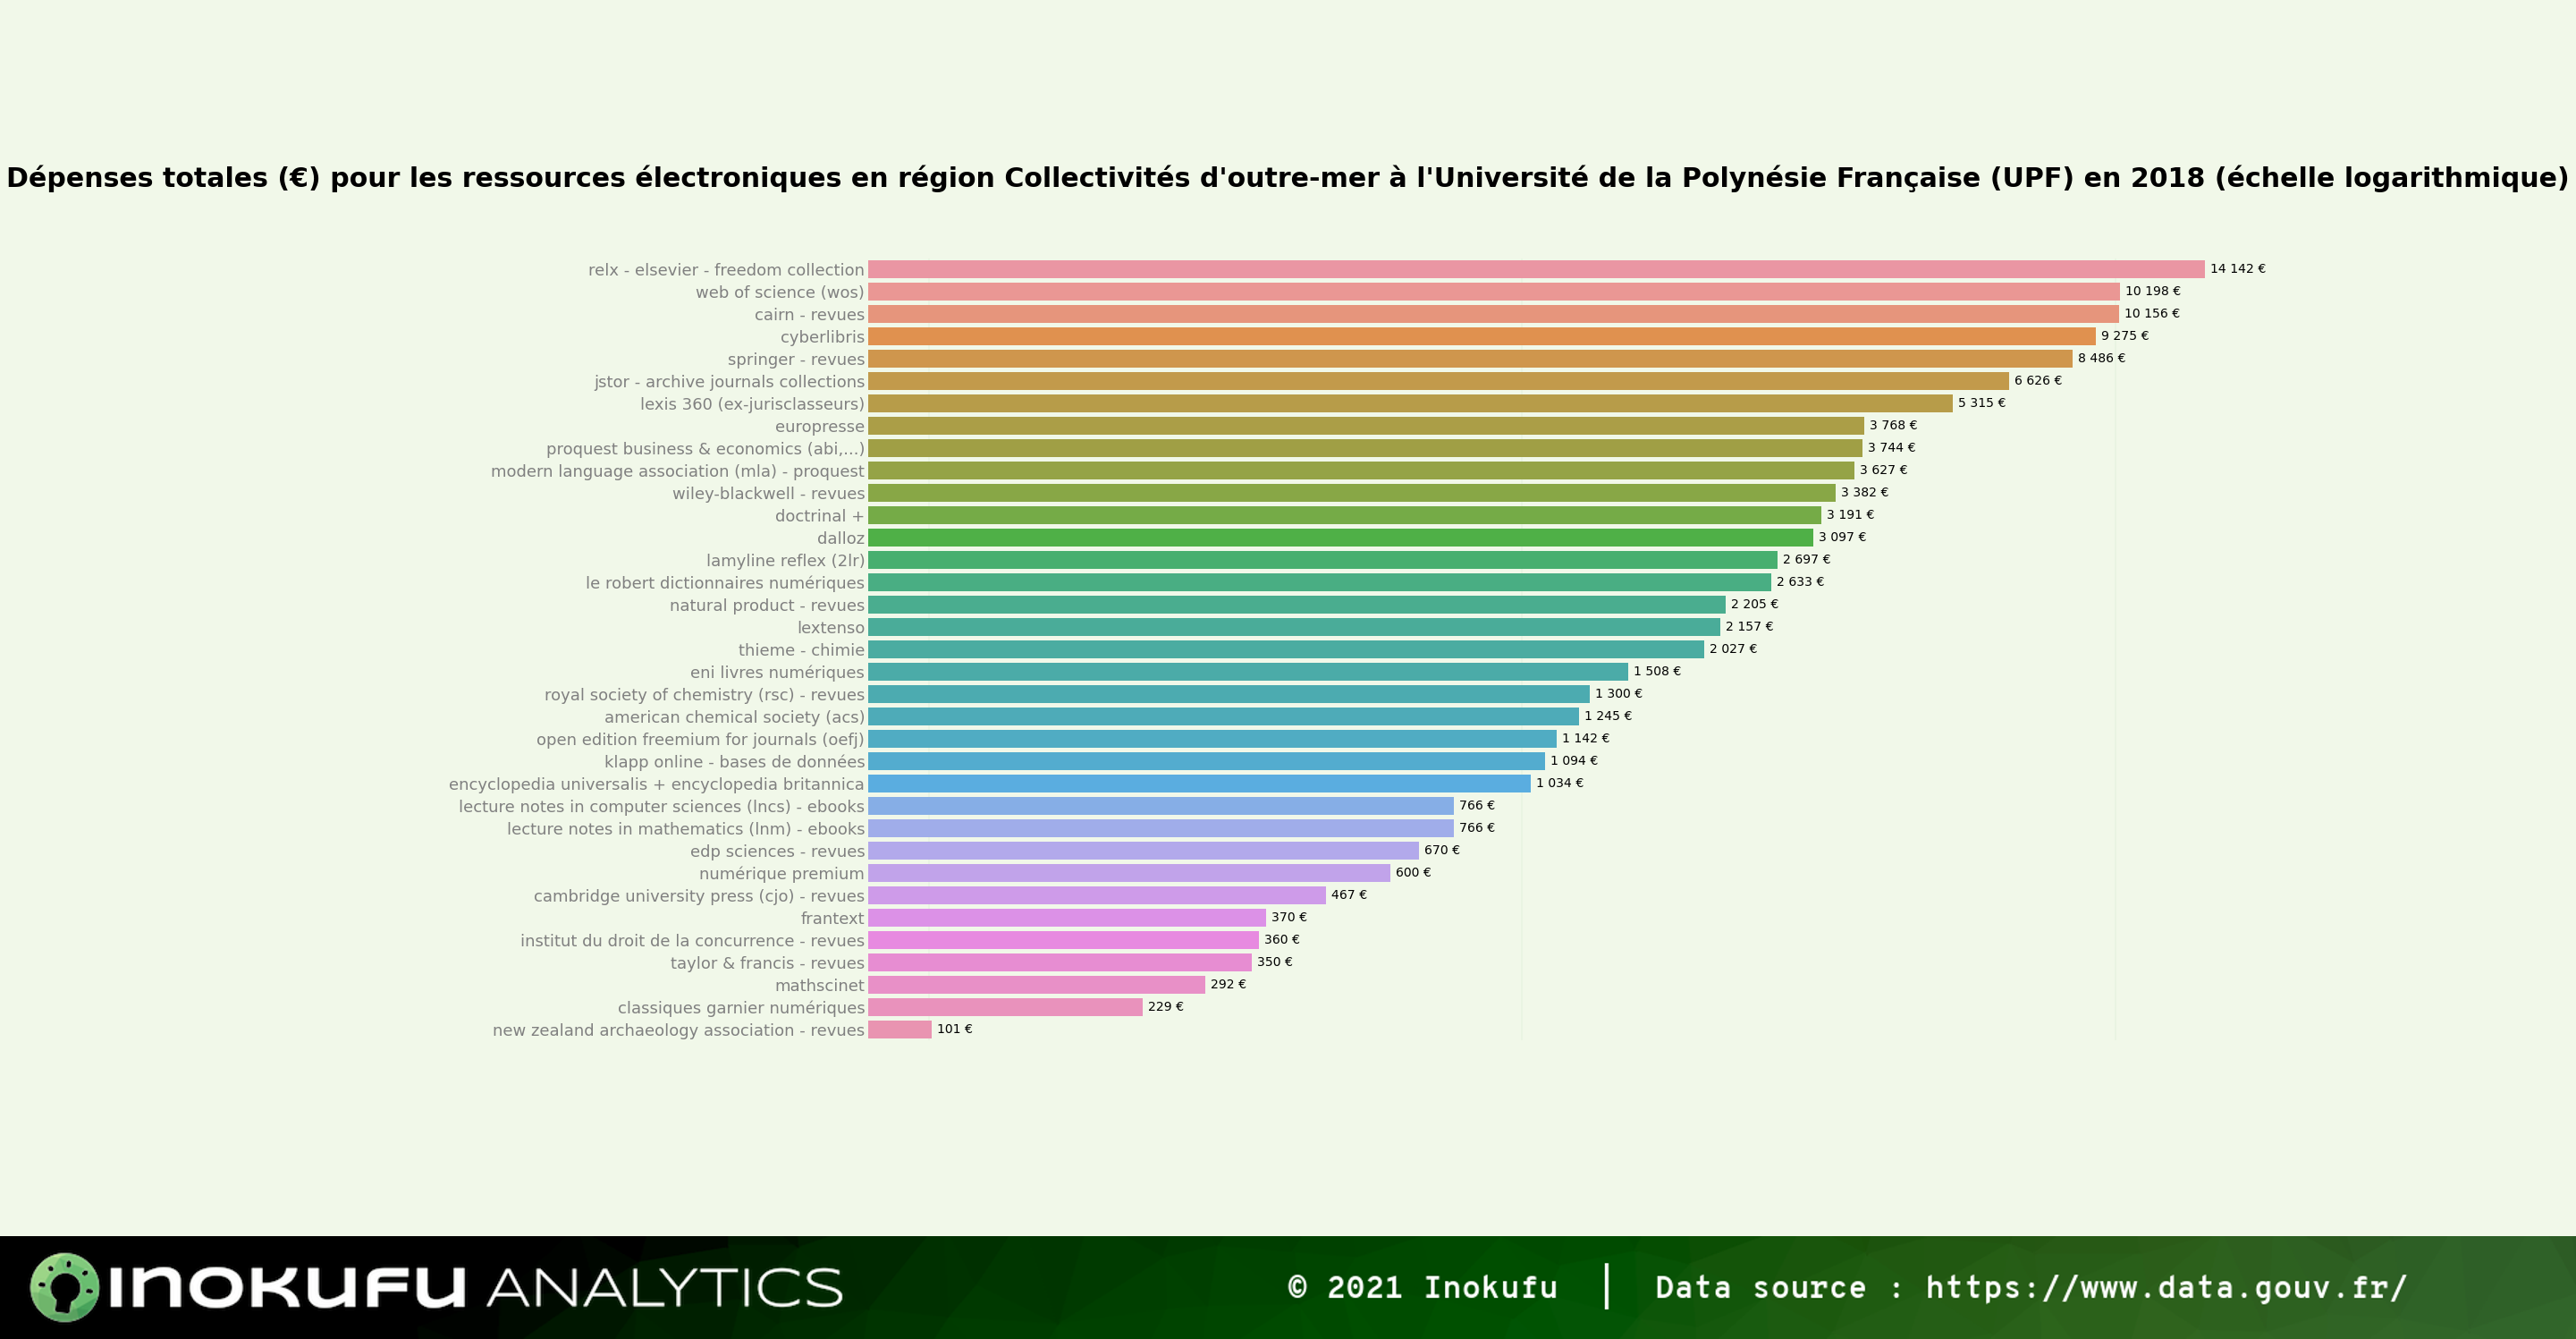 Dépenses totales (€) pour les ressources électroniques en région Collectivités d'outre-mer à l'Université de la Polynésie Française (UPF) en 2018 (échelle logarithmique)
relx - elsevier - freedom collection 14 142 €
web of science (wos) 10 198 €
cairn - revues 10 156 €
cyberlibris 9 275 €
springer - revues 8 486 €
jstor - archive journals collections 6 626 €
lexis 360 (ex-jurisclasseurs) 5 315 €
europresse 3 768 €
proquest business & economics (abi,...) 3 744 €
modern language association (mla) - proquest 3 627 €
wiley-blackwell - revues 3 382 €
doctrinal + 3 191 €
dalloz 3 097 €
lamyline reflex (2lr) 2 697 €
le robert dictionnaires numériques 2 633 €
natural product - revues 2 205 €
lextenso 2 157 €
thieme - chimie 2 027 €
eni livres numériques 1 508 €
royal society of chemistry (rsc) - revues 1 300 €
american chemical society (acs) 1 245 €
open edition freemium for journals (oefj) 1 142 €
klapp online - bases de données 1 094 €
encyclopedia universalis + encyclopedia britannica 1 034 €
lecture notes in computer sciences (lncs) - ebooks 766 €
lecture notes in mathematics (lnm) - ebooks 766 €
edp sciences - revues 670 €
numérique premium 600 €
cambridge university press (cjo) - revues 467 €
frantext 370 €
institut du droit de la concurrence - revues 360 €
taylor & francis - revues 350 €
mathscinet 292 €
classiques garnier numériques 229 €
new zealand archaeology association - revues 101 €
INOKUFU ANALYTICS © 2021 Inokufu | Data source : https://www.data.gouv.fr/